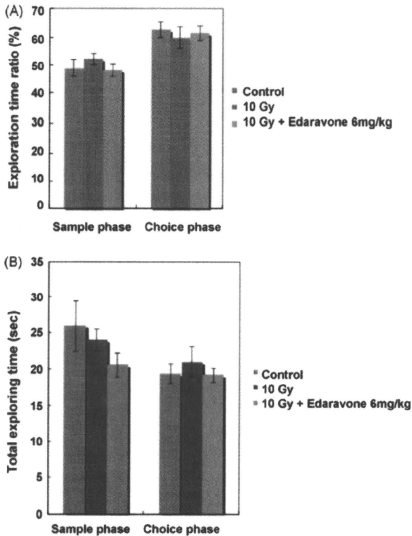 (A)
Exploration time ratio (%)
70
60
50
40
30
20
10
0
Sample phase Choice phase
Control
10 Gy
10 Gy + Edaravone 6mg/kg
(B)
Total exploring time (sec)
35
30
25
20
15
10
5
0
Sample phase Choice phase
Control
10 Gy
10 Gy + Edaravone 6mg/kg